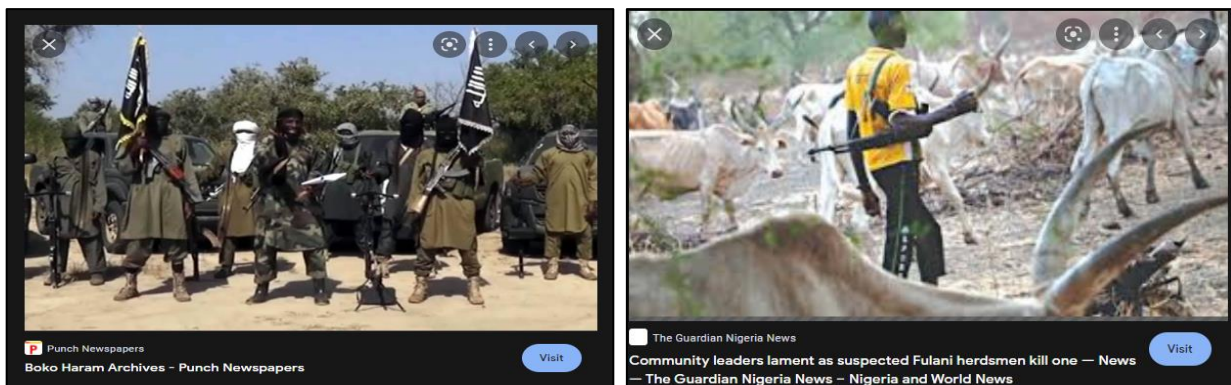 Punch Newspapers
Visit
Boko Haram Archives - Punch Newspapers
The Guardian Nigeria News
Visit
Community leaders lament as suspected Fulani herdsmen kill one — News
— The Guardian Nigeria News – Nigeria and World News